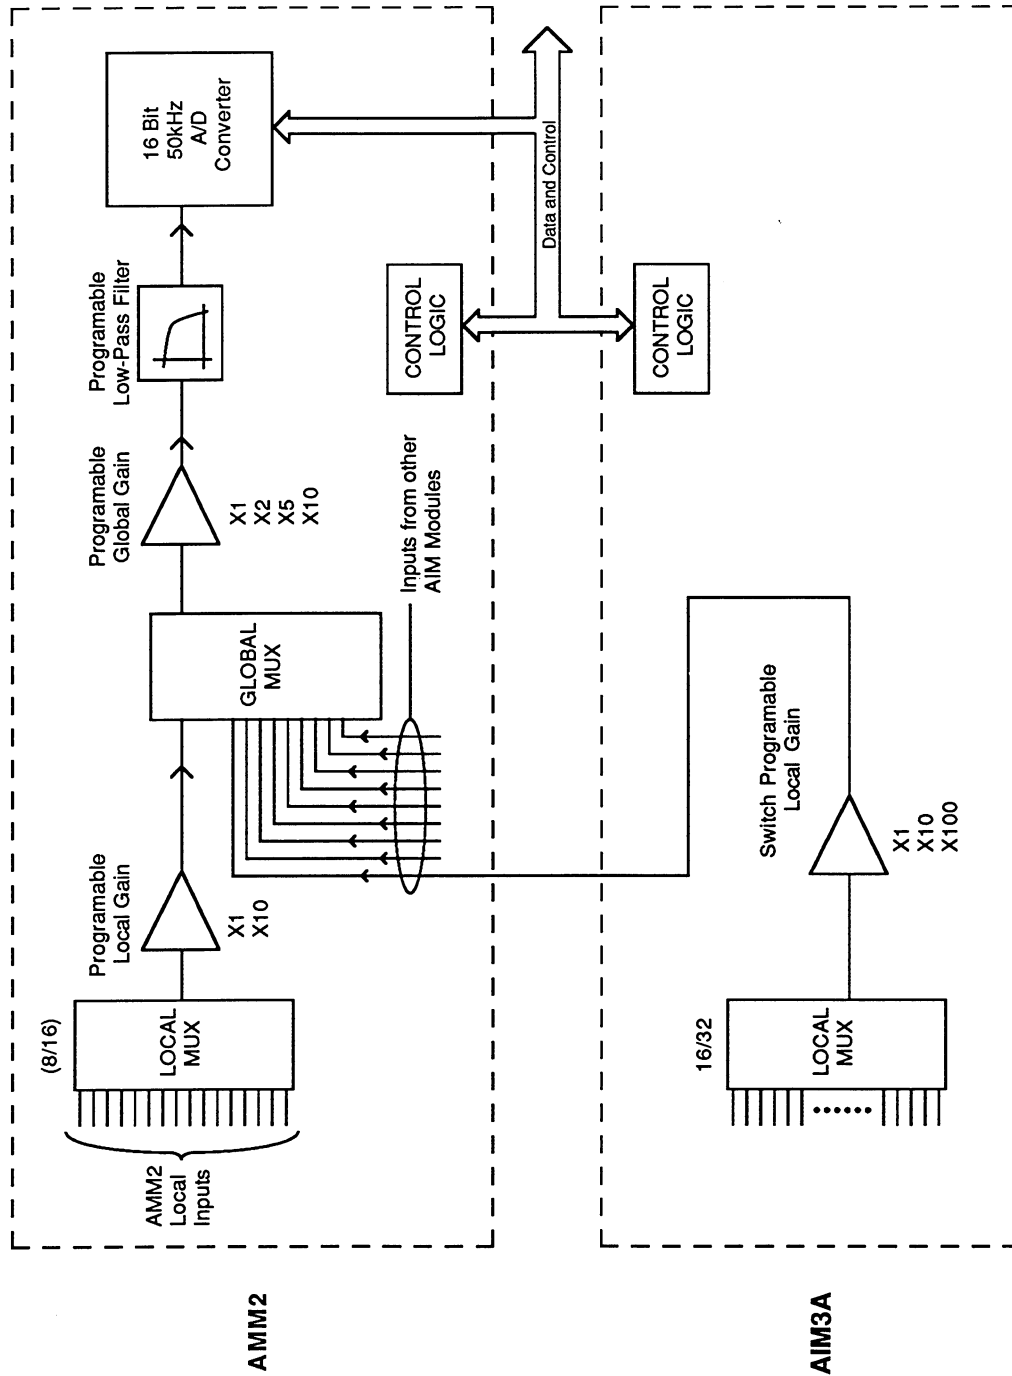 AMM2
AMM2
Local
Inputs
(8/16)
LOCAL
MUX
Programable
Local Gain
X1
X10
GLOBAL
MUX
Inputs from other
AIM Modules
Programable
Global Gain
X1
X2
X5
X10
Programable
Low-Pass Filter
16 Bit
50kHz
A/D
Converter
CONTROL
LOGIC
Data and Control
CONTROL
LOGIC
AIM3A
16/32
LOCAL
MUX
Switch Programable
Local Gain
X1
X10
X100